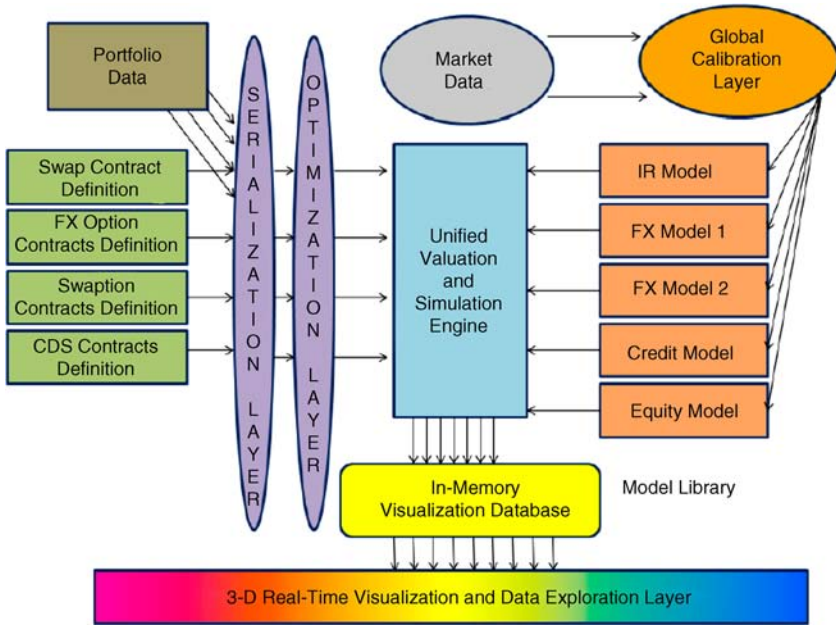 Portfolio
Data
Market
Data
Global
Calibration
Layer
SERIALIZATION LAYER
OPTIMIZATION LAYER
Swap Contract
Definition
FX Option
Contracts Definition
Swaption
Contracts Definition
CDS Contracts
Definition
Unified
Valuation
and
Simulation
Engine
IR Model
FX Model 1
FX Model 2
Credit Model
Equity Model
In-Memory
Visualization Database
Model Library
3-D Real-Time Visualization and Data Exploration Layer